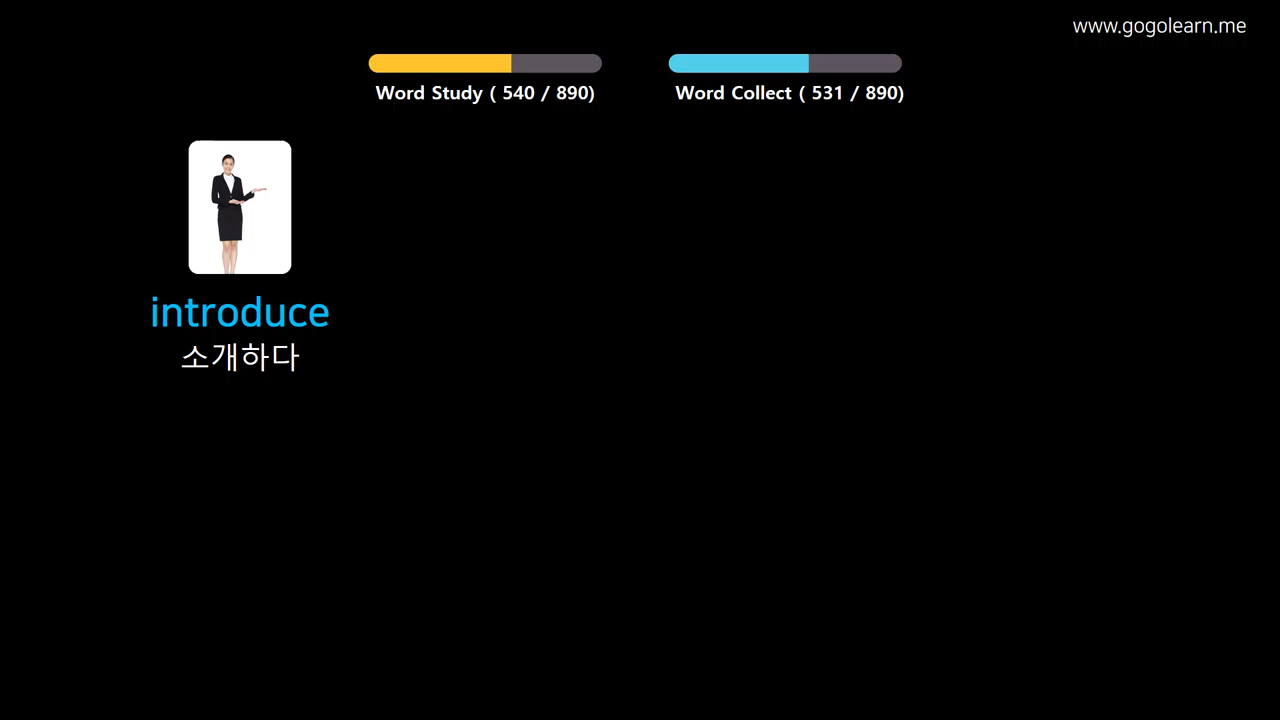 www.gogolearn.me
Word Study ( 540 / 890)
Word Collect ( 531 / 890)
introduce
소개하다